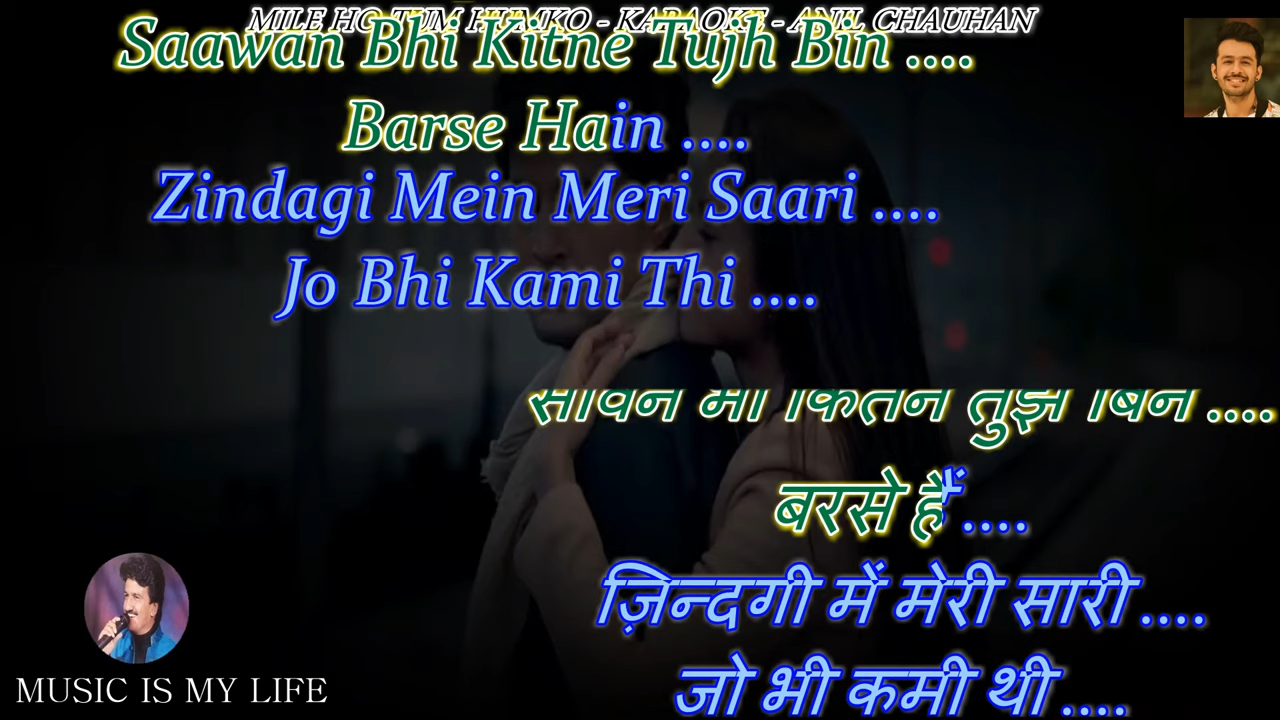 MILE HO TUM HUMKO - KARAOKE - ANIL CHAUHAN
Saawan Bhi Kitne Tujh Bin ....
Barse Hain ....
Zindagi Mein Meri Saari ....
Jo Bhi Kami Thi ....
सावन भी कितने तुझ बिन ....
बरसे हैं ....
ज़िन्दगी में मेरी सारी ....
जो भी कमी थी ....
MUSIC IS MY LIFE